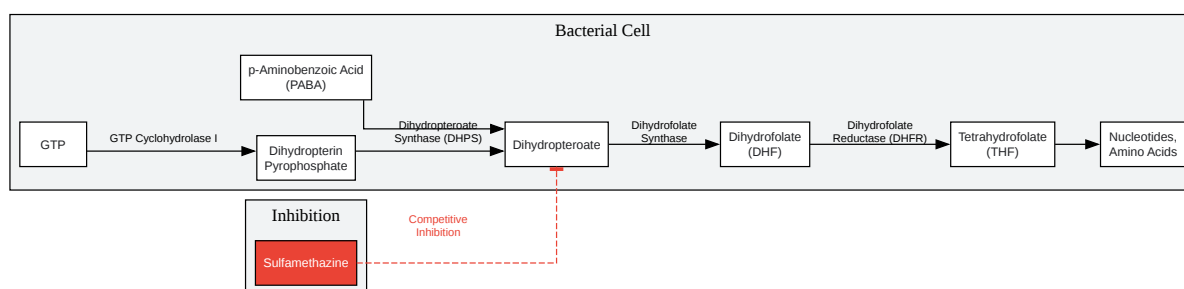 Bacterial Cell
p-Aminobenzoic Acid
(PABA)
GTP
GTP Cyclohydrolase I
Dihydropterin
Pyrophosphate
Dihydropteroate
Synthase (DHPS)
Dihydropteroate
Dihydrofolate
Synthase
Dihydrofolate
(DHF)
Dihydrofolate
Reductase (DHFR)
Tetrahydrofolate
(THF)
Nucleotides,
Amino Acids
Inhibition
Sulfamethazine
Competitive
Inhibition